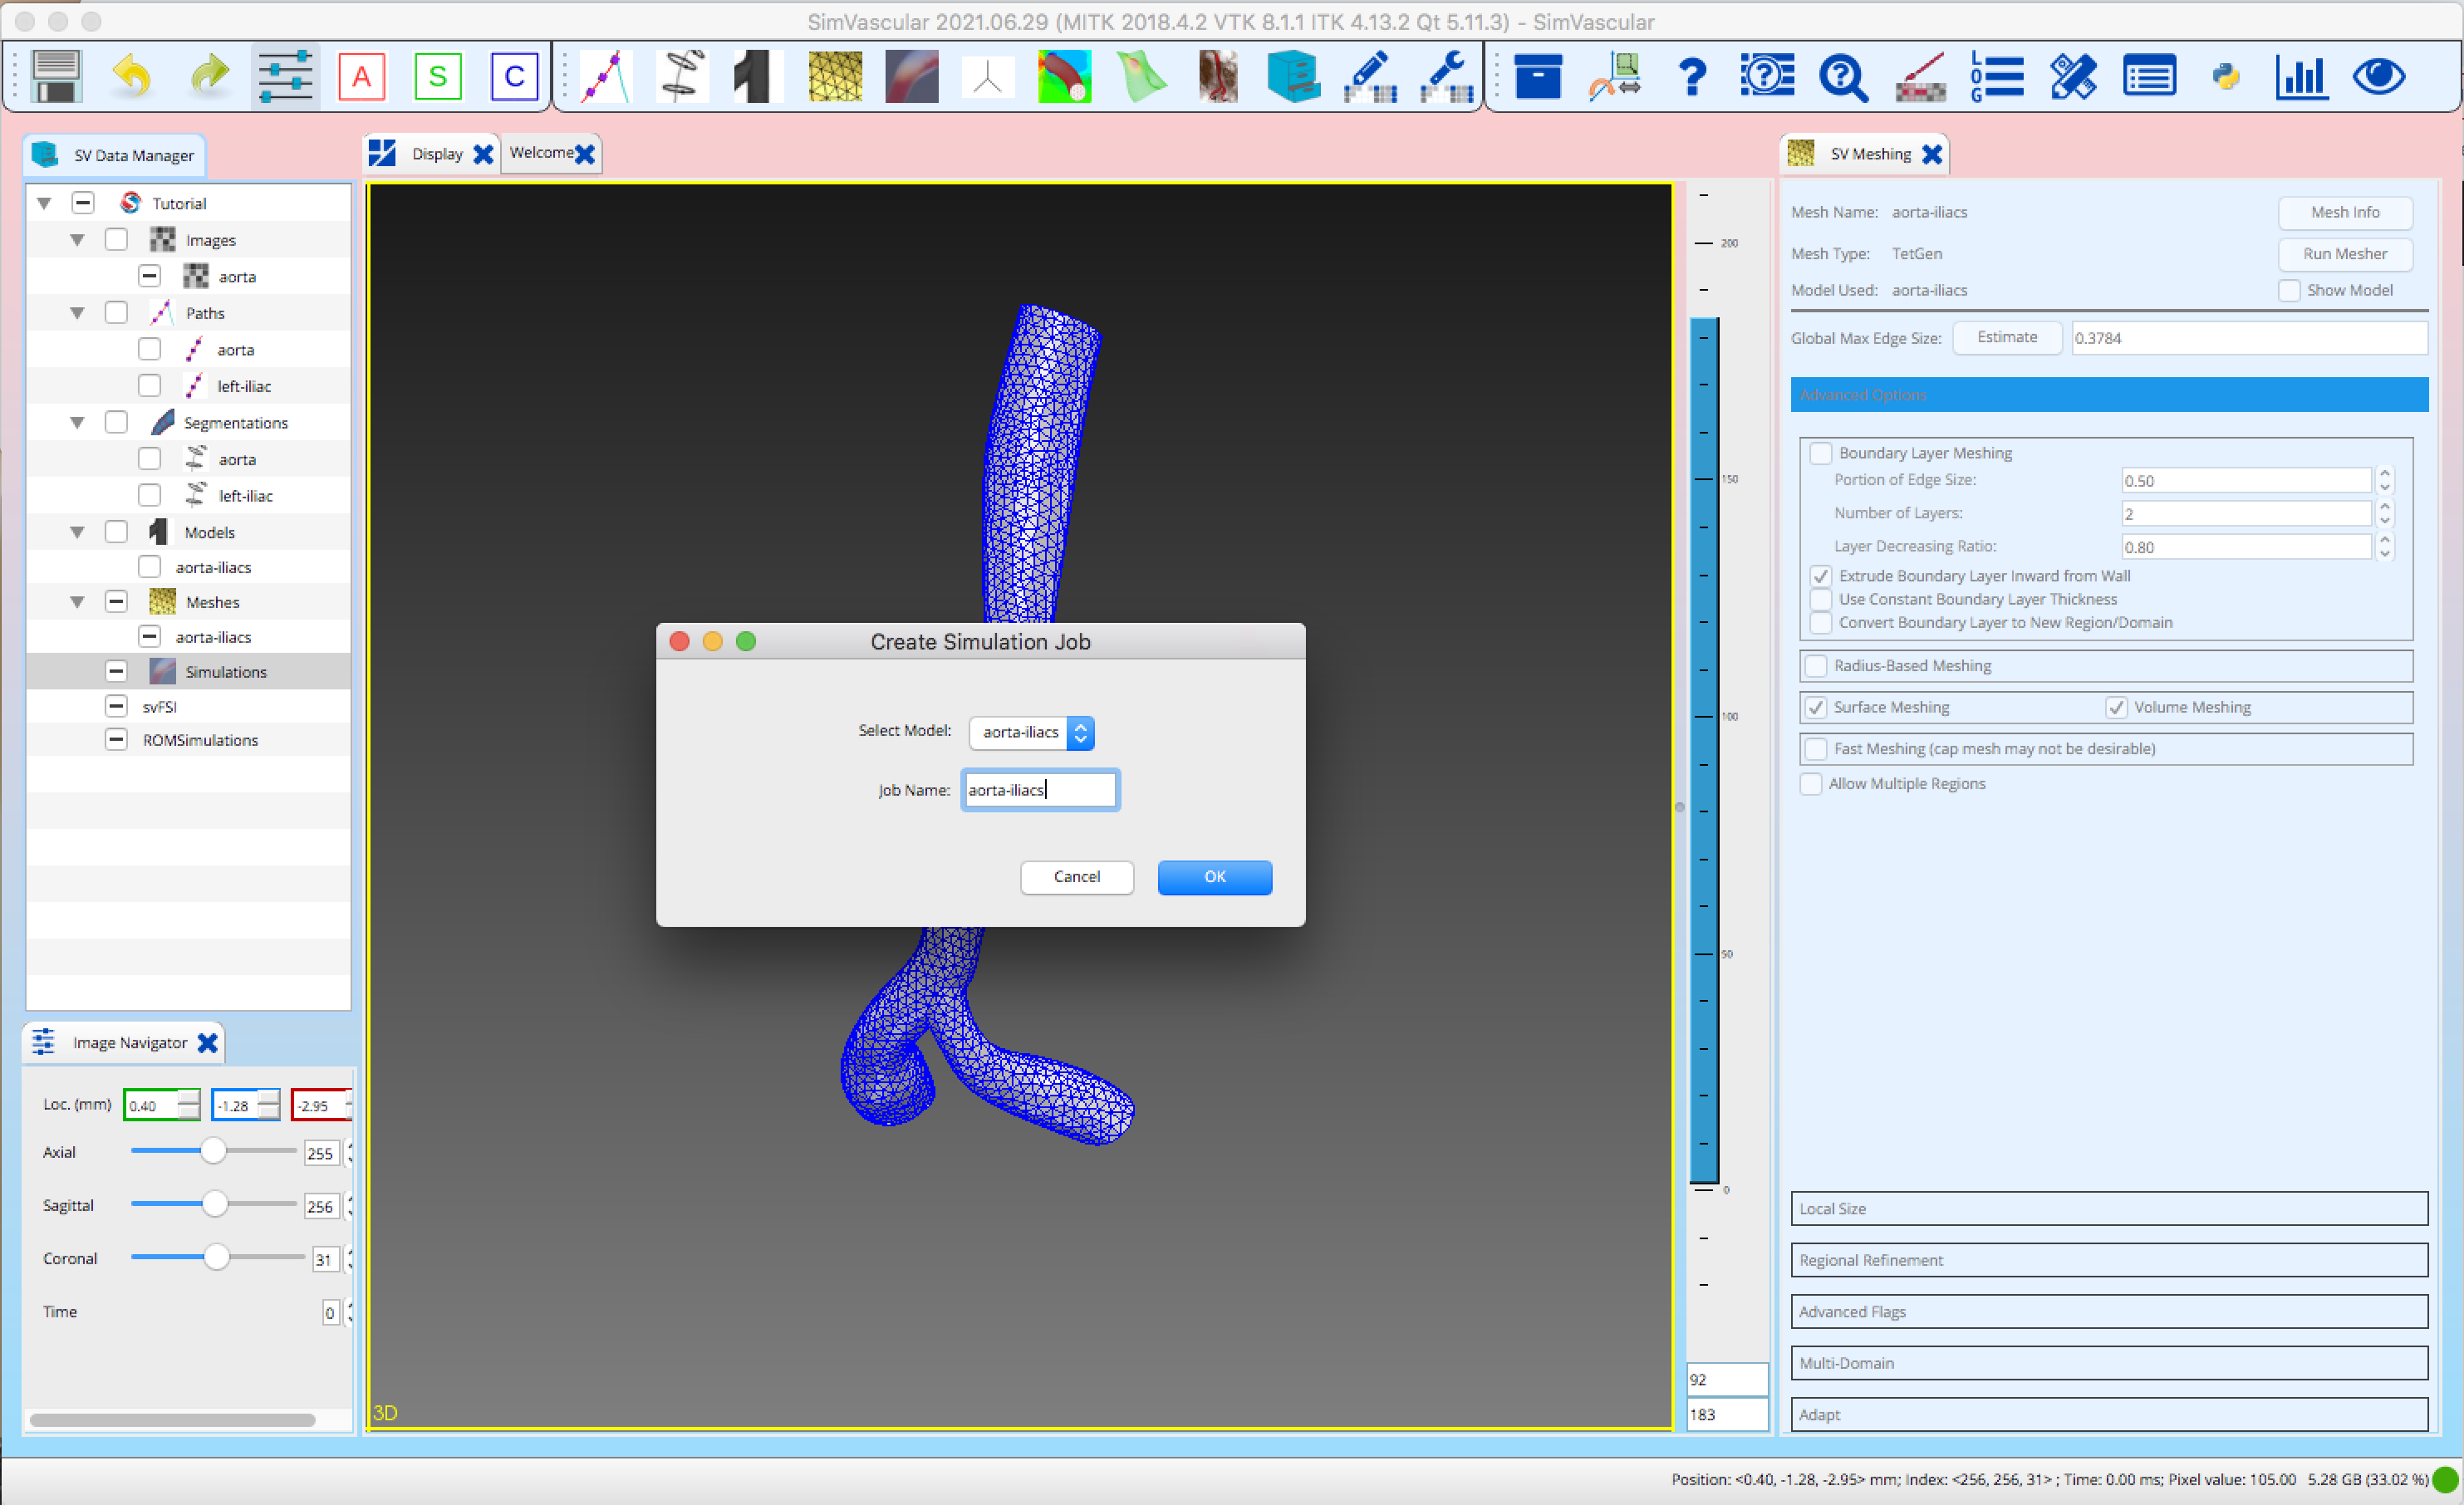 SimVascular 2021.06.29 (MITK 2018.4.2 VTK 8.1.1 ITK 4.13.2 Qt 5.11.3) - SimVascular
A S C
LOG
SV Data Manager
Tutorial
Images
aorta
Paths
aorta
left-iliac
Segmentations
aorta
left-iliac
Models
aorta-iliacs
Meshes
aorta-iliacs
Simulations
svFSI
ROMSimulations
Image Navigator
Loc. (mm) 0.40 -1.28 -2.95
Axial 255
Sagittal 256
Coronal 31
Time 0
Display Welcome
Create Simulation Job
Select Model: aorta-iliacs
Job Name: aorta-iliacs
Cancel OK
3D
200
150
100
50
0
92
183
SV Meshing
Mesh Name: aorta-iliacs Mesh Info
Mesh Type: TetGen Run Mesher
Model Used: aorta-iliacs Show Model
Global Max Edge Size: Estimate 0.3784
Advanced Options
Boundary Layer Meshing
Portion of Edge Size: 0.50
Number of Layers: 2
Layer Decreasing Ratio: 0.80
Extrude Boundary Layer Inward from Wall
Use Constant Boundary Layer Thickness
Convert Boundary Layer to New Region/Domain
Radius-Based Meshing
Surface Meshing Volume Meshing
Fast Meshing (cap mesh may not be desirable)
Allow Multiple Regions
Local Size
Regional Refinement
Advanced Flags
Multi-Domain
Adapt
Position: <0.40, -1.28, -2.95> mm; Index: <256, 256, 31> ; Time: 0.00 ms; Pixel value: 105.00 5.28 GB (33.02 %)